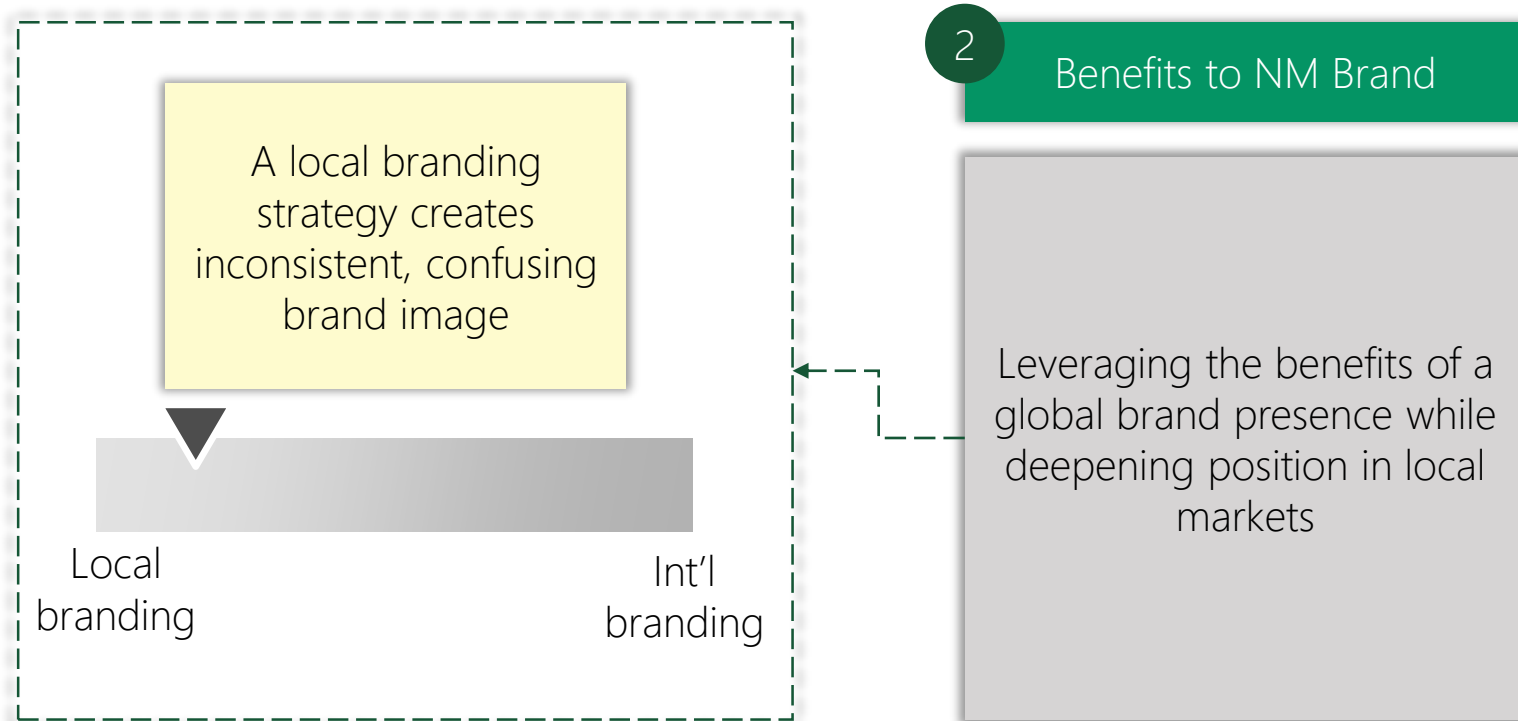 A local branding
strategy creates
inconsistent, confusing
brand image
Local
branding
Int’l
branding
2
Benefits to NM Brand
Leveraging the benefits of a
global brand presence while
deepening position in local
markets